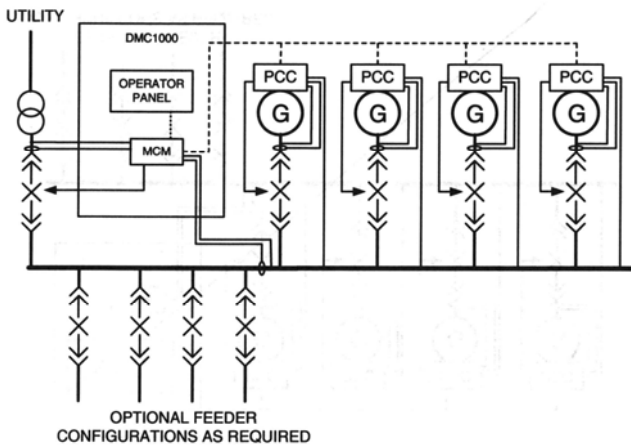 UTILITY
DMC1000
OPERATOR
PANEL
MCM
PCC
PCC
PCC
PCC
G
G
G
G
OPTIONAL FEEDER
CONFIGURATIONS AS REQUIRED